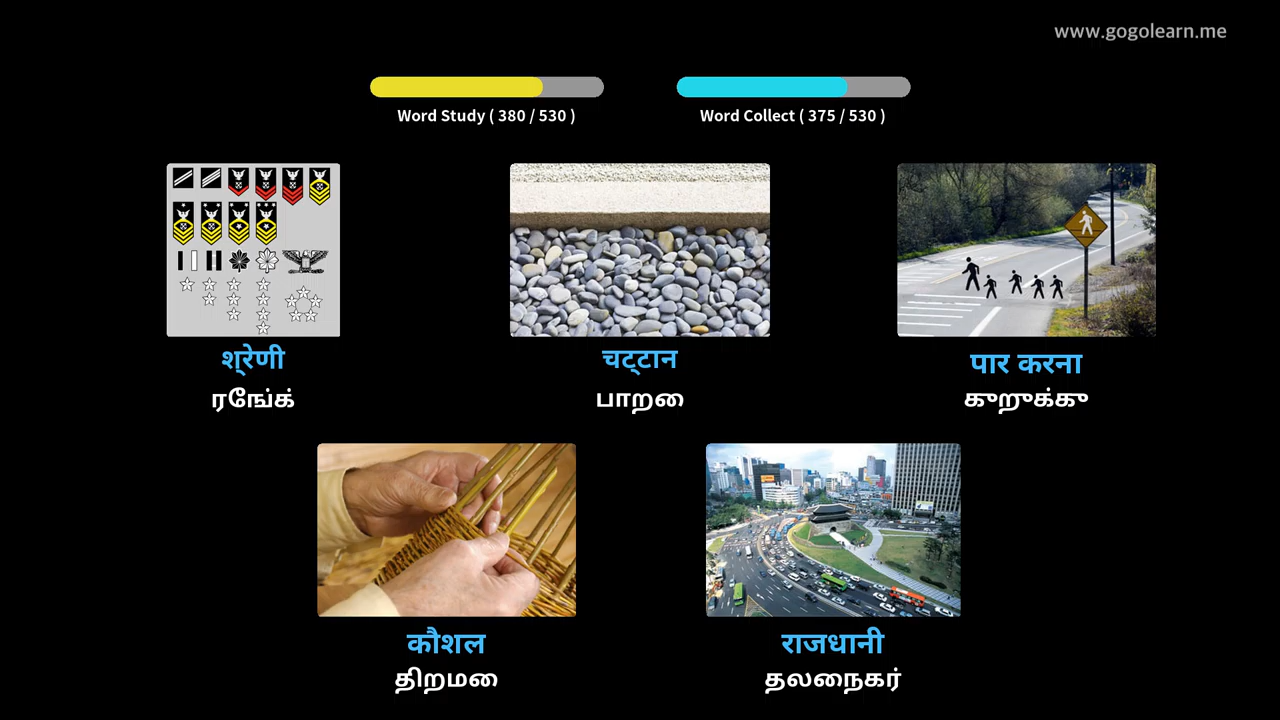 www.gogolearn.me
Word Study ( 380 / 530 )
Word Collect ( 375 / 530 )
श्रेणी
ரேங்க்
चट्टान
பாறை
पार करना
குறுக்கு
कौशल
திறமை
राजधानी
தலைநகர்